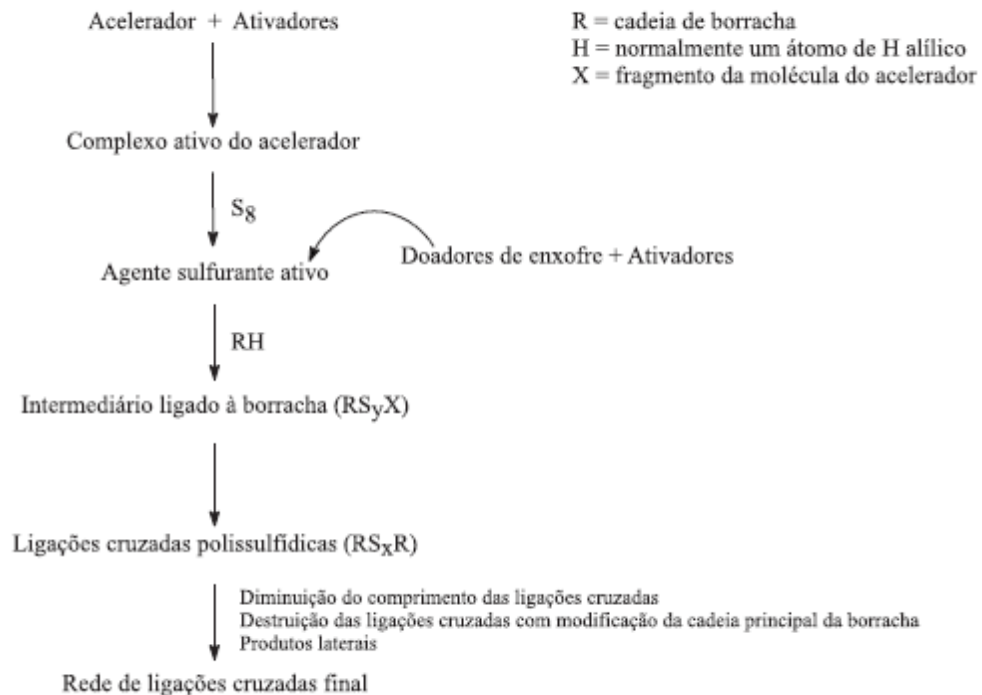 Acelerador + Ativadores
R = cadeia de borracha
H = normalmente um átomo de H alílico
X = fragmento da molécula do acelerador
Complexo ativo do acelerador
S8
Doadores de enxofre + Ativadores
Agente sulfurante ativo
RH
Intermediário ligado à borracha (RSyX)
Ligações cruzadas polissulfídicas (RSxR)
Diminuição do comprimento das ligações cruzadas
Destruição das ligações cruzadas com modificação da cadeia principal da borracha
Produtos laterais
Rede de ligações cruzadas final